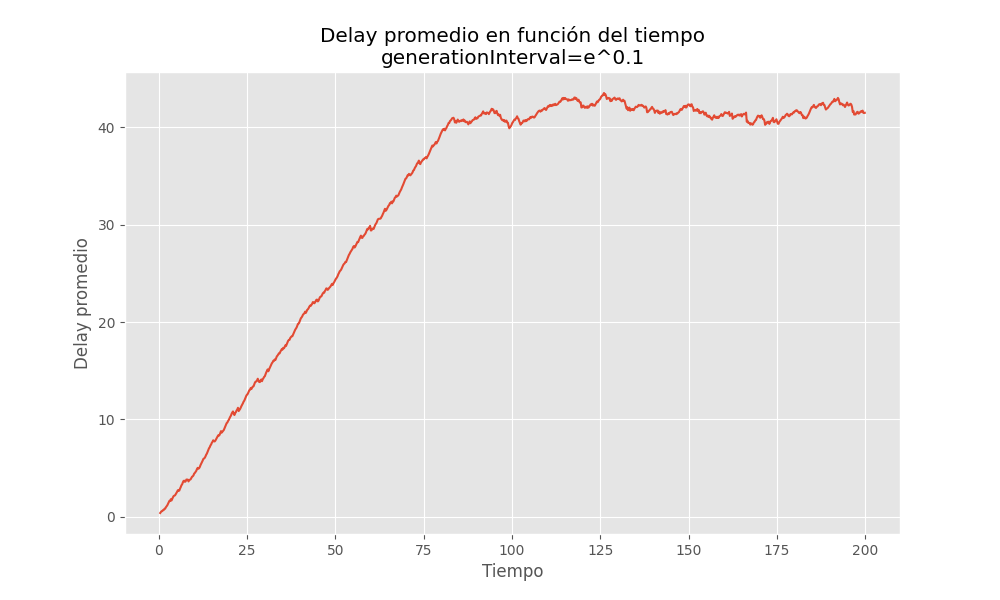 Delay promedio en función del tiempo
generationInterval=e^0.1
Delay promedio
40
30
20
10
0
0 25 50 75 100 125 150 175 200
Tiempo